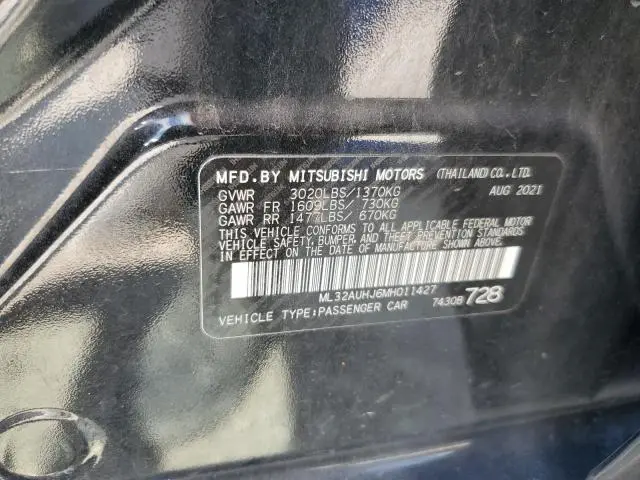 MFD.BY MITSUBISHI MOTORS (THAILAND)CO.,LTD.
GVWR 3020LBS/1370KG AUG 2021
GAWR FR 1609LBS/ 730KG
GAWR RR 1477LBS/ 670KG
THIS VEHICLE CONFORMS TO ALL APPLICABLE FEDERAL MOTOR
VEHICLE SAFETY, BUMPER, AND THEFT PREVENTION STANDARDS
IN EFFECT ON THE DATE OF MANUFACTURE SHOWN ABOVE.
ML32AUHJ6MH011427
VEHICLE TYPE:PASSENGER CAR 7430B 728